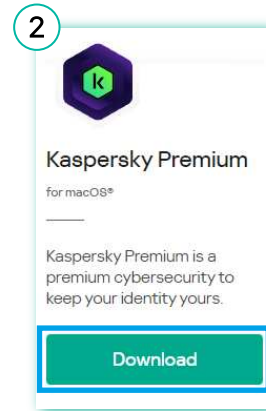 2
Kaspersky Premium
for macOS®
Kaspersky Premium is a
premium cybersecurity to
keep your identity yours.
Download